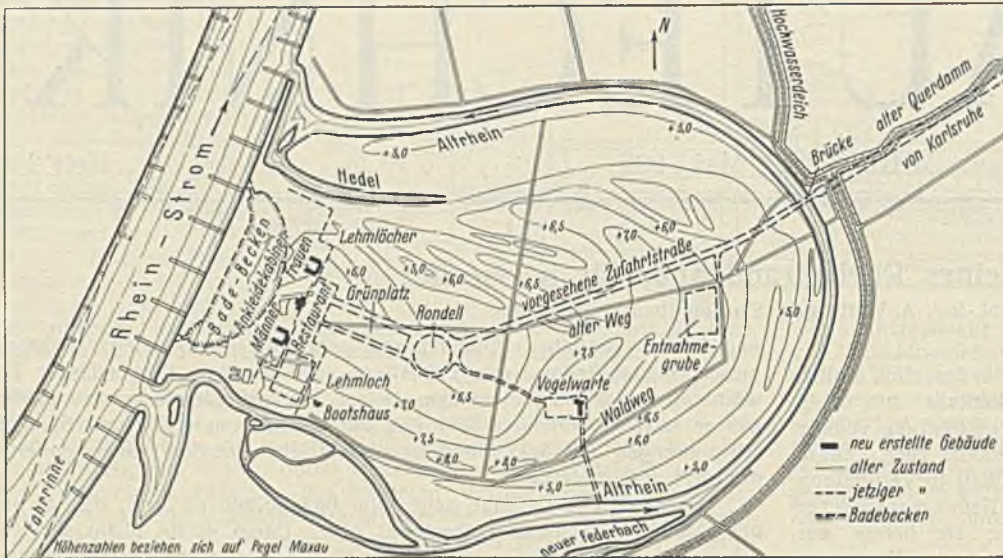 N
Hochwasserdeich
alter Querdamm
Brücke
von Karlsruhe
Rhein - Strom
Altrhein
+5,0
Hedel
Lehmlöcher
+6,5
+7,0
+6,0
Bade-Becken
Ankleidekabinen
Frauen
Männer
Restaurant
+6,0
+5,0
+6,0
+6,5
vorgesehene Zufahrtstraße
Grünplatz
Rondell
alter Weg
+5,0
Entnahme-
grube
+7,5
Lehmloch
Bootshaus
+7,0
+6,5
Vogelwarte
Waldweg
+6,5
+6,0
+7,5
+8,0
+8,0
+5,0
+5,0
Altrhein
neuer Federbach
Fahrrinne
neu erstellte Gebäude
alter Zustand
jetziger "
Badebecken
Höhenzahlen beziehen sich auf Pegel Maxau